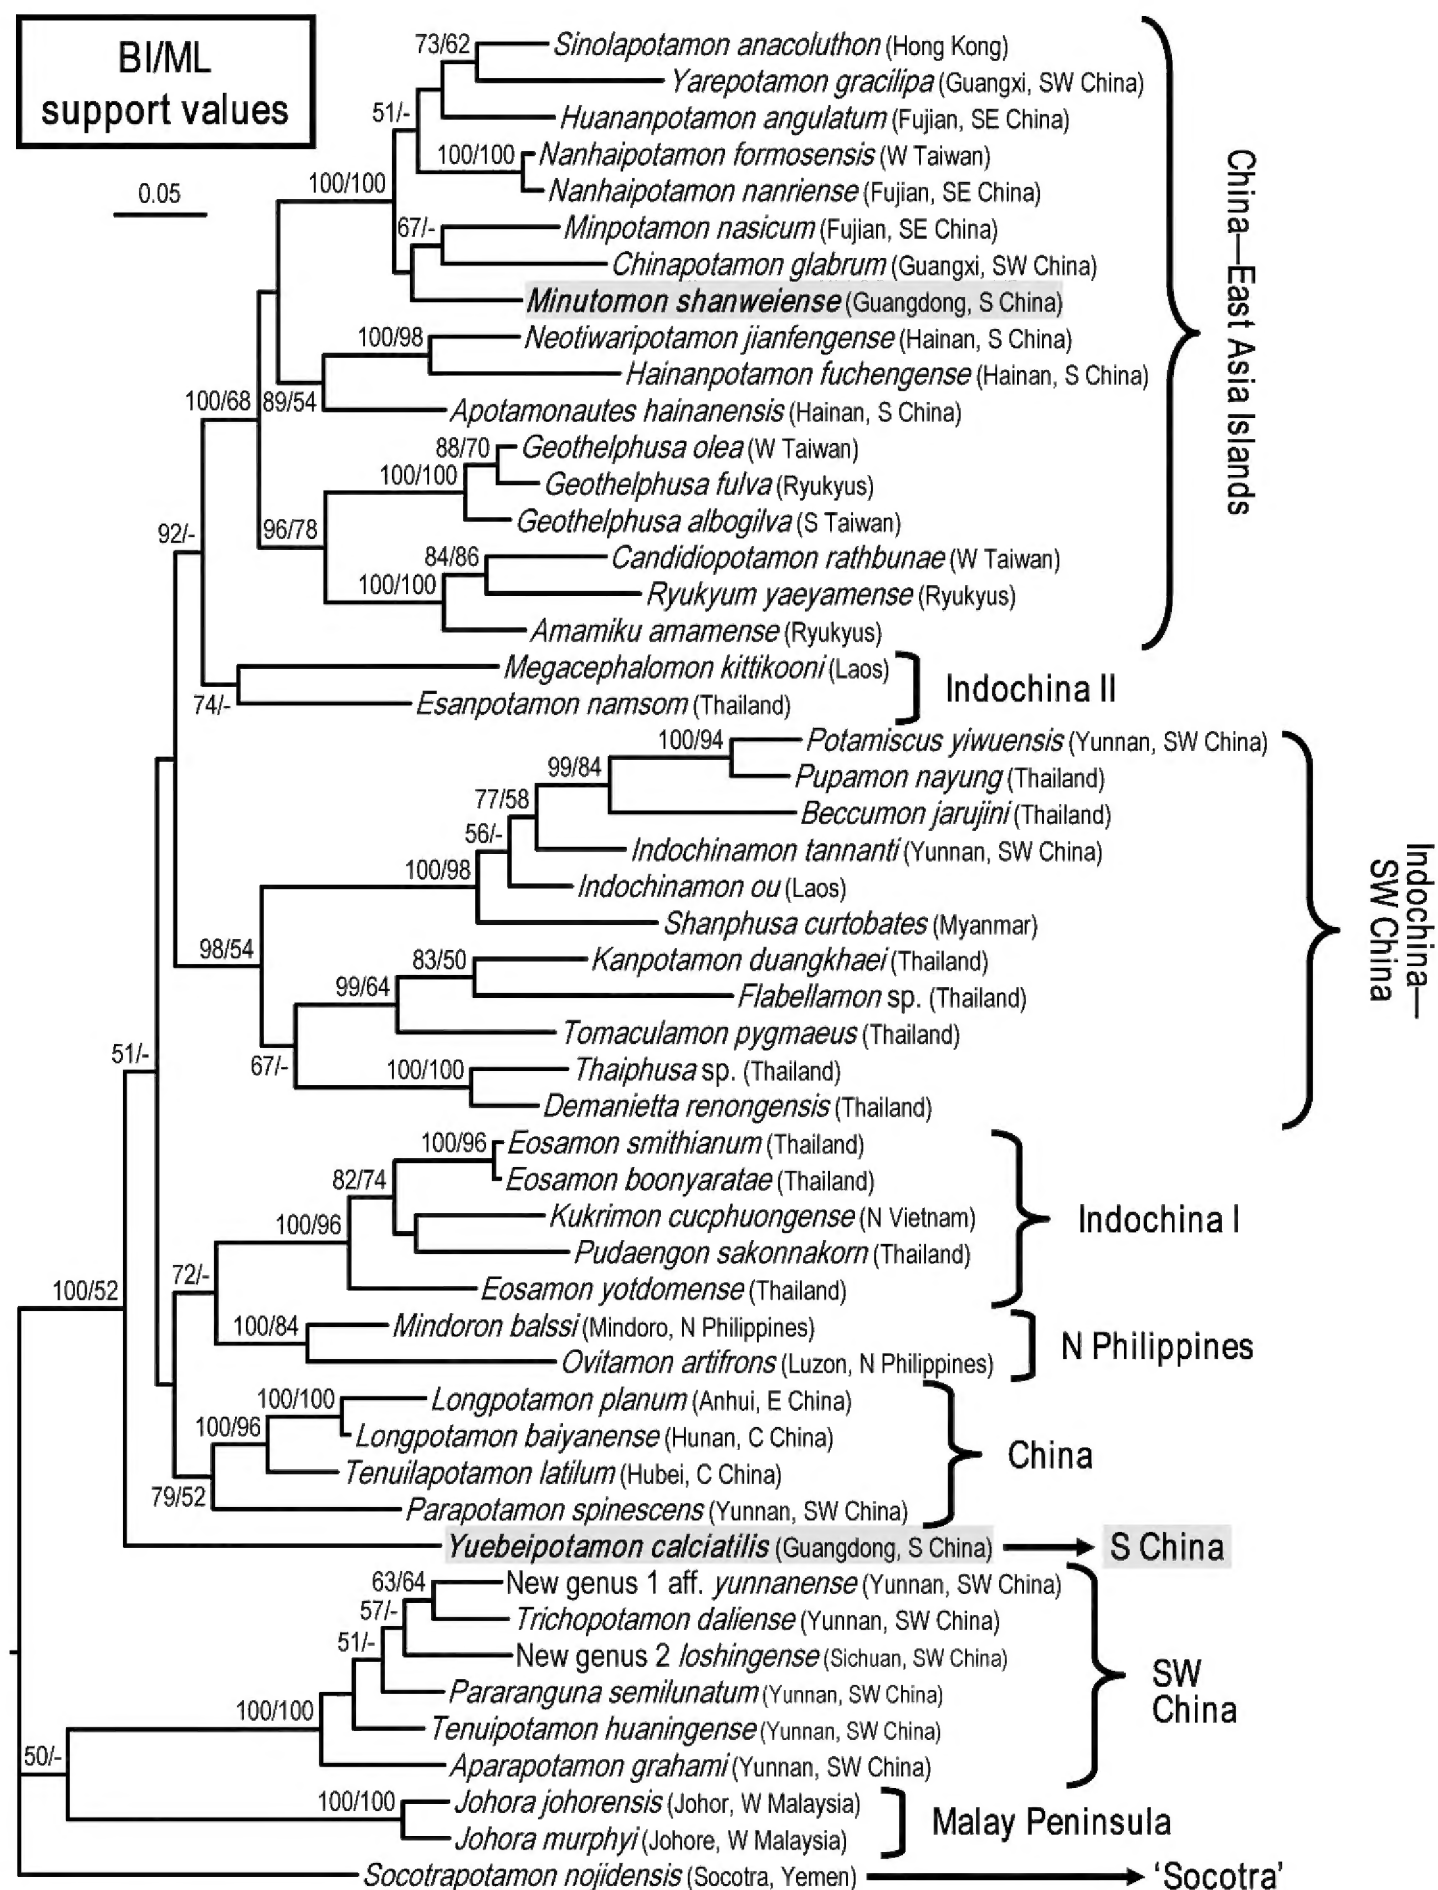 BI/ML
support values
0.05
73/62
Sinolapotamon anacoluthon (Hong Kong)
Yarepotamon gracilipa (Guangxi, SW China)
51/-
Huananpotamon angulatum (Fujian, SE China)
100/100
Nanhaipotamon formosensis (W Taiwan)
100/100
Nanhaipotamon nanriense (Fujian, SE China)
67/-
Minpotamon nasicum (Fujian, SE China)
Chinapotamon glabrum (Guangxi, SW China)
Minutomon shanweiense (Guangdong, S China)
100/98
Neotiwaripotamon jianfengense (Hainan, S China)
Hainanpotamon fuchengense (Hainan, S China)
100/68
89/54
Apotamonautes hainanensis (Hainan, S China)
China—East Asia Islands
88/70
Geothelphusa olea (W Taiwan)
100/100
Geothelphusa fulva (Ryukyus)
Geothelphusa albogilva (S Taiwan)
92/-
96/78
84/86
Candidiopotamon rathbunae (W Taiwan)
100/100
Ryukyum yaeyamense (Ryukyus)
Amamiku amamense (Ryukyus)
Megacephalomon kittikooni (Laos)
74/-
Esanpotamon namsom (Thailand)
Indochina II
100/94
Potamiscus yiwuensis (Yunnan, SW China)
99/84
Pupamon nayung (Thailand)
77/58
Beccumon jarujini (Thailand)
56/-
Indochinamon tannanti (Yunnan, SW China)
100/98
Indochinamon ou (Laos)
Shanphusa curtobates (Myanmar)
98/54
83/50
Kanpotamon duangkhaei (Thailand)
99/64
Flabellamon sp. (Thailand)
Tomaculamon pygmaeus (Thailand)
51/-
67/-
100/100
Thaiphusa sp. (Thailand)
Demanietta renongensis (Thailand)
Indochina—
SW China
100/96
Eosamon smithianum (Thailand)
82/74
Eosamon boonyaratae (Thailand)
100/96
Kukrimon cucphuongense (N Vietnam)
Pudaengon sakonnakorn (Thailand)
72/-
Eosamon yotdomense (Thailand)
Indochina I
100/52
100/84
Mindoron balssi (Mindoro, N Philippines)
Ovitamon artifrons (Luzon, N Philippines)
N Philippines
100/100
Longpotamon planum (Anhui, E China)
100/96
Longpotamon baiyanense (Hunan, C China)
Tenuilapotamon latilum (Hubei, C China)
79/52
Parapotamon spinescens (Yunnan, SW China)
China
Yuebeipotamon calciatilis (Guangdong, S China)
S China
63/64
New genus 1 aff. yunnanense (Yunnan, SW China)
57/-
Trichopotamon daliense (Yunnan, SW China)
51/-
New genus 2 loshingense (Sichuan, SW China)
Pararanguna semilunatum (Yunnan, SW China)
100/100
Tenuipotamon huaningense (Yunnan, SW China)
Aparapotamon grahami (Yunnan, SW China)
SW
China
50/-
100/100
Johora johorensis (Johor, W Malaysia)
Johora murphyi (Johore, W Malaysia)
Malay Peninsula
Socotrapotamon nojidensis (Socotra, Yemen)
‘Socotra’